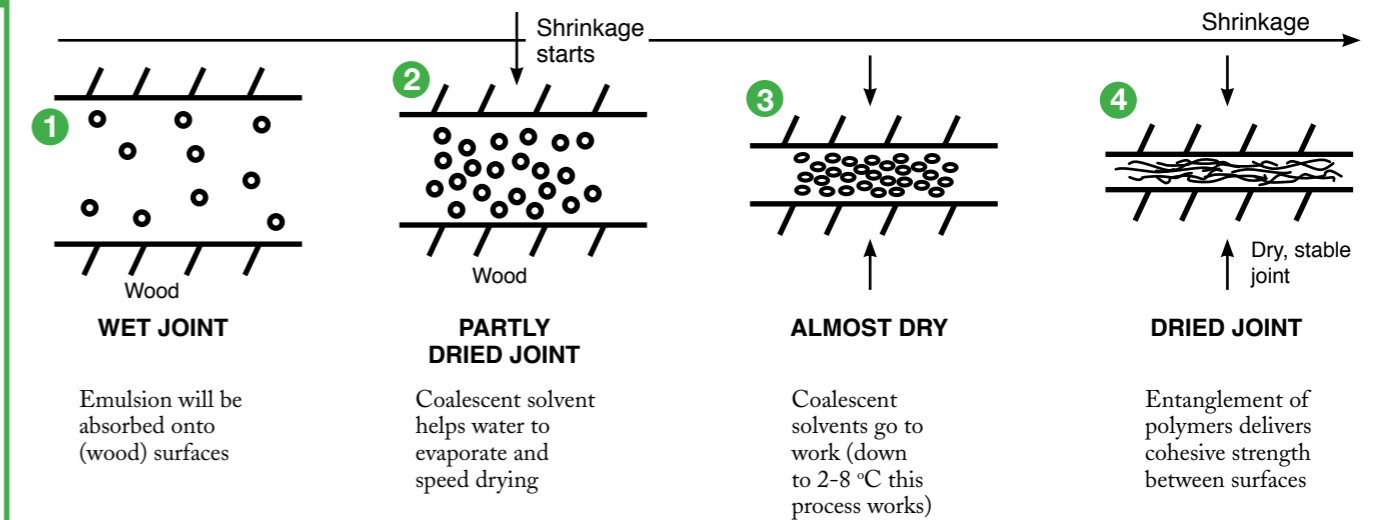 Shrinkage
starts
Shrinkage
1
Wood
WET JOINT
Emulsion will be
absorbed onto
(wood) surfaces
2
Wood
PARTLY
DRIED JOINT
Coalescent solvent
helps water to
evaporate and
speed drying
3
ALMOST DRY
Coalescent
solvents go to
work (down
to 2-8 °C this
process works)
4
Dry, stable
joint
DRIED JOINT
Entanglement of
polymers delivers
cohesive strength
between surfaces